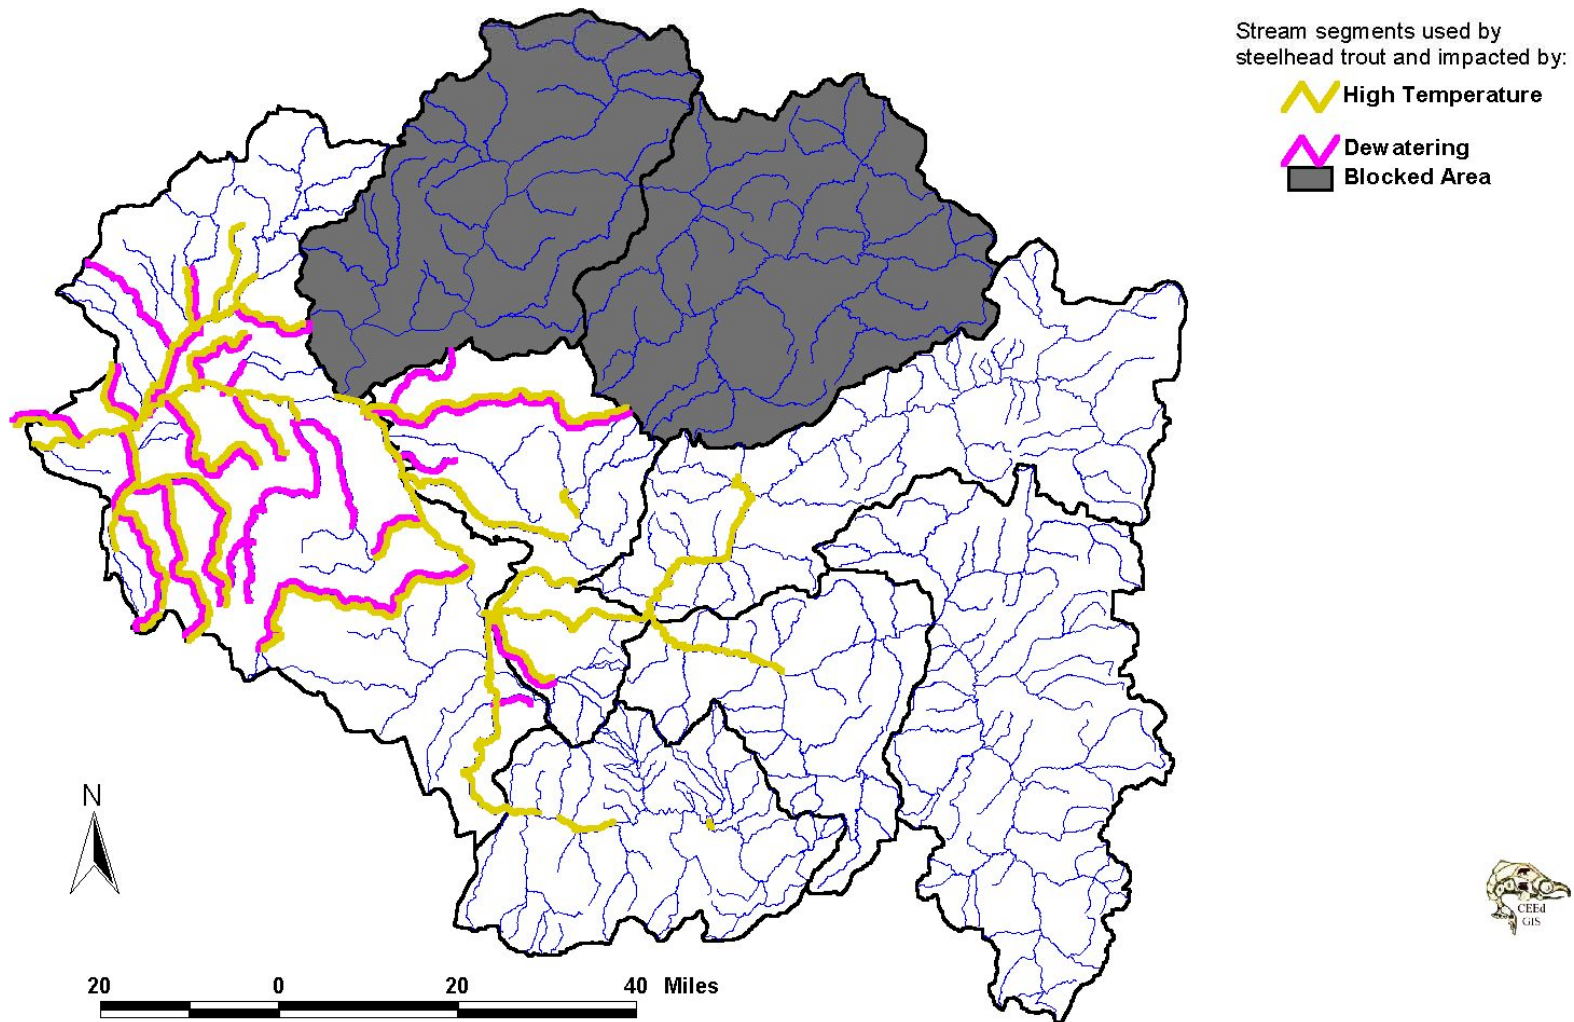 Stream segments used by
steelhead trout and impacted by:
High Temperature
Dewatering
Blocked Area
N
20 0 20 40 Miles
CEEd
GIS